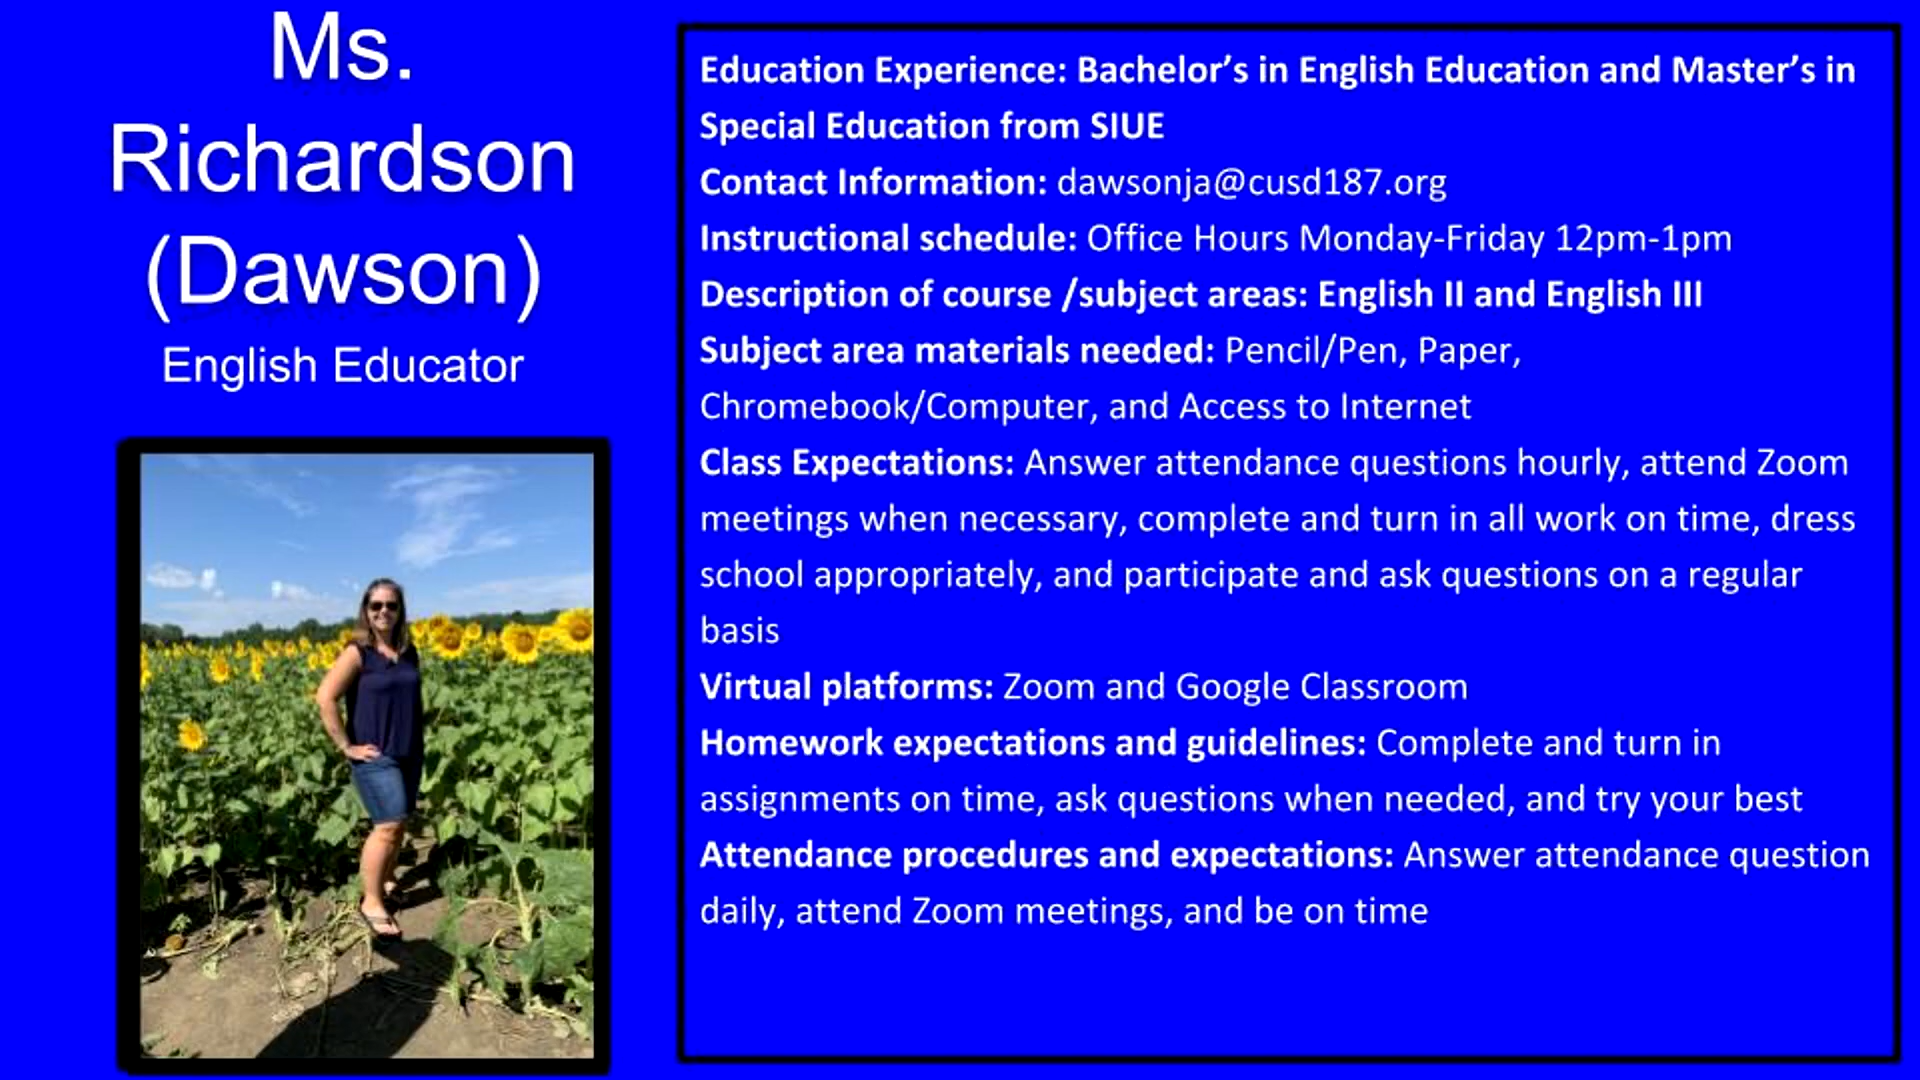 Ms.
Richardson
(Dawson)
English Educator
Education Experience: Bachelor’s in English Education and Master’s in
Special Education from SIUE
Contact Information: dawsonja@cusd187.org
Instructional schedule: Office Hours Monday-Friday 12pm-1pm
Description of course /subject areas: English II and English III
Subject area materials needed: Pencil/Pen, Paper,
Chromebook/Computer, and Access to Internet
Class Expectations: Answer attendance questions hourly, attend Zoom
meetings when necessary, complete and turn in all work on time, dress
school appropriately, and participate and ask questions on a regular
basis
Virtual platforms: Zoom and Google Classroom
Homework expectations and guidelines: Complete and turn in
assignments on time, ask questions when needed, and try your best
Attendance procedures and expectations: Answer attendance question
daily, attend Zoom meetings, and be on time